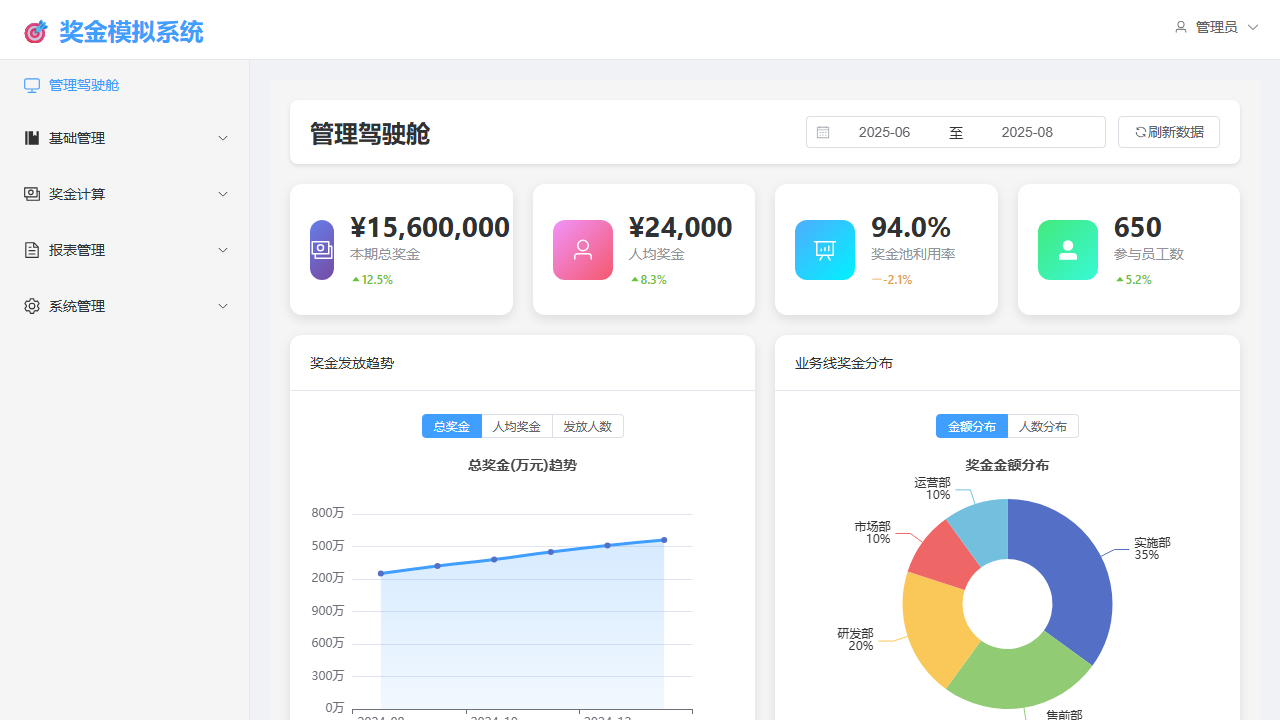 奖金模拟系统
管理员
管理驾驶舱
基础管理
奖金计算
报表管理
系统管理
管理驾驶舱
2025-06 至 2025-08
刷新数据
¥15,600,000
本期总奖金
12.5%
¥24,000
人均奖金
8.3%
94.0%
奖金池利用率
-2.1%
650
参与员工数
5.2%
奖金发放趋势
总奖金 人均奖金 发放人数
总奖金(万元)趋势
800万
500万
200万
900万
600万
300万
0万
2024-08 2024-10 2024-12
业务线奖金分布
金额分布 人数分布
奖金金额分布
运营部
10%
市场部
10%
实施部
35%
研发部
20%
售前部